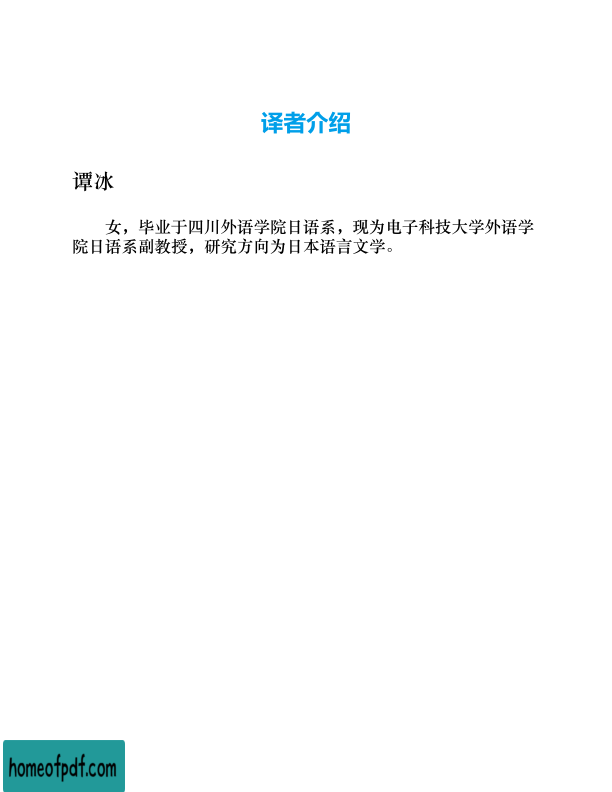 译者介绍
谭冰
女，毕业于四川外语学院日语系，现为电子科技大学外语学
院日语系副教授，研究方向为日本语言文学。
homeofpdf.com